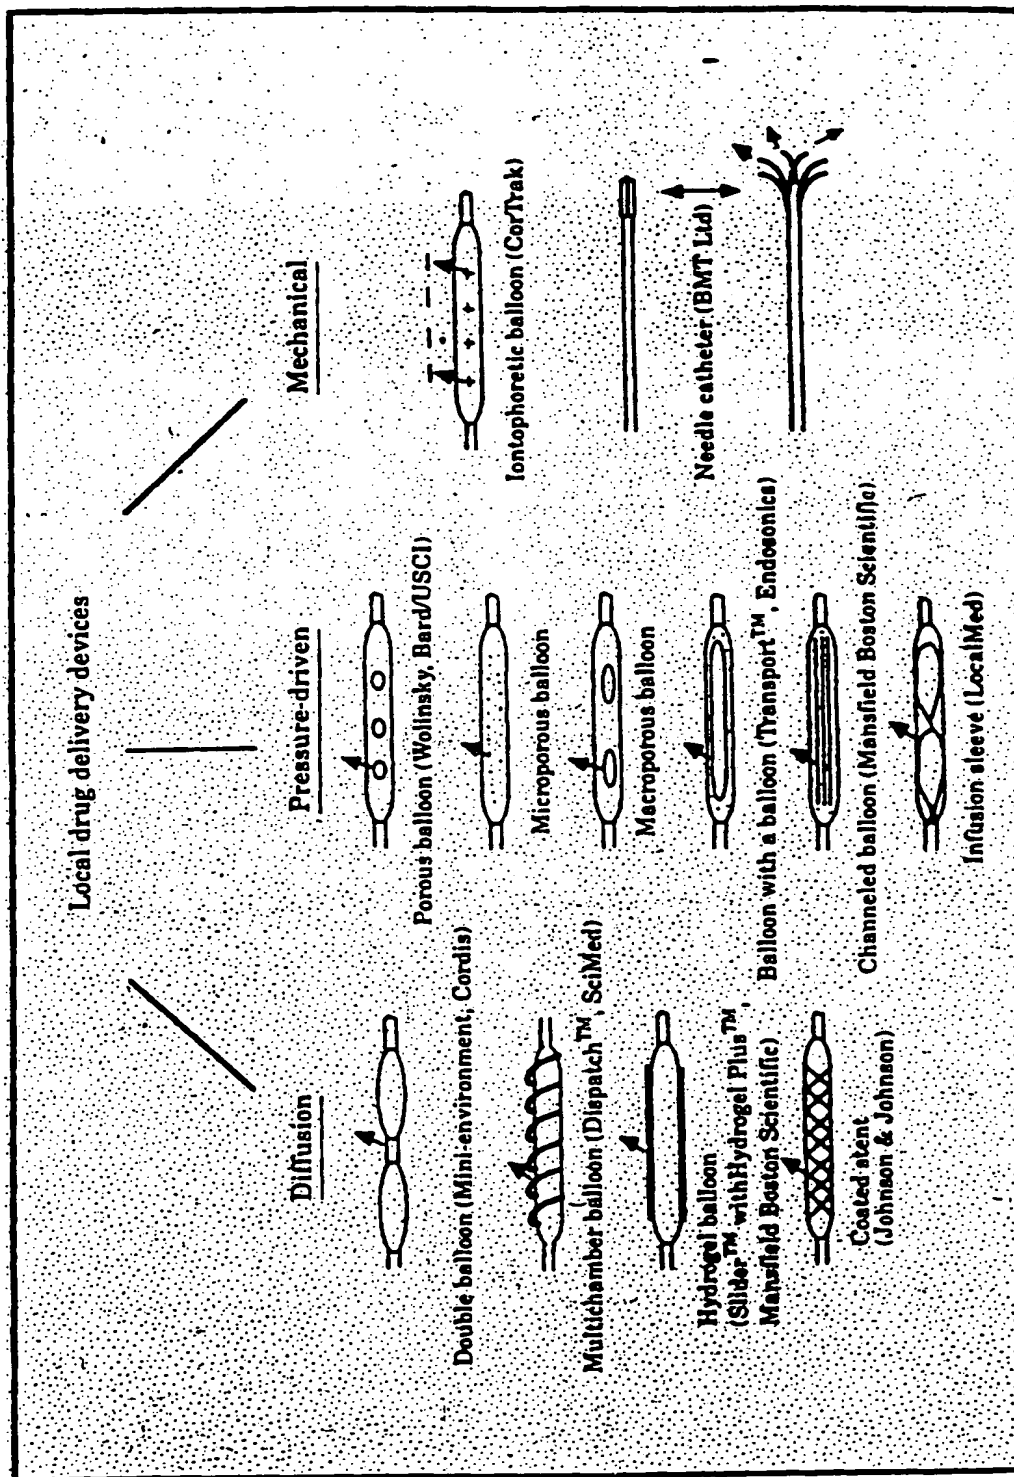 Local drug delivery devices
Diffusion
Double balloon (Mini-environment, Cordis)
Multichamber balloon (Dispatch™, SciMed)
Hydrogel balloon
(Slider™ withHydrogel Plus™,
Mansfield Boston Scientific)
Coated stent
(Johnson & Johnson)
Pressure-driven
Porous balloon (Wolinsky, Bard/USCI)
Microporous balloon
Macroporous balloon
Balloon with a balloon (Transport™, Endosonics)
Channeled balloon (Mansfield Boston Scientific)
Infusion sleeve (LocalMed)
Mechanical
Iontophoretic balloon (CorTrak)
Needle catheter (BMT Ltd)